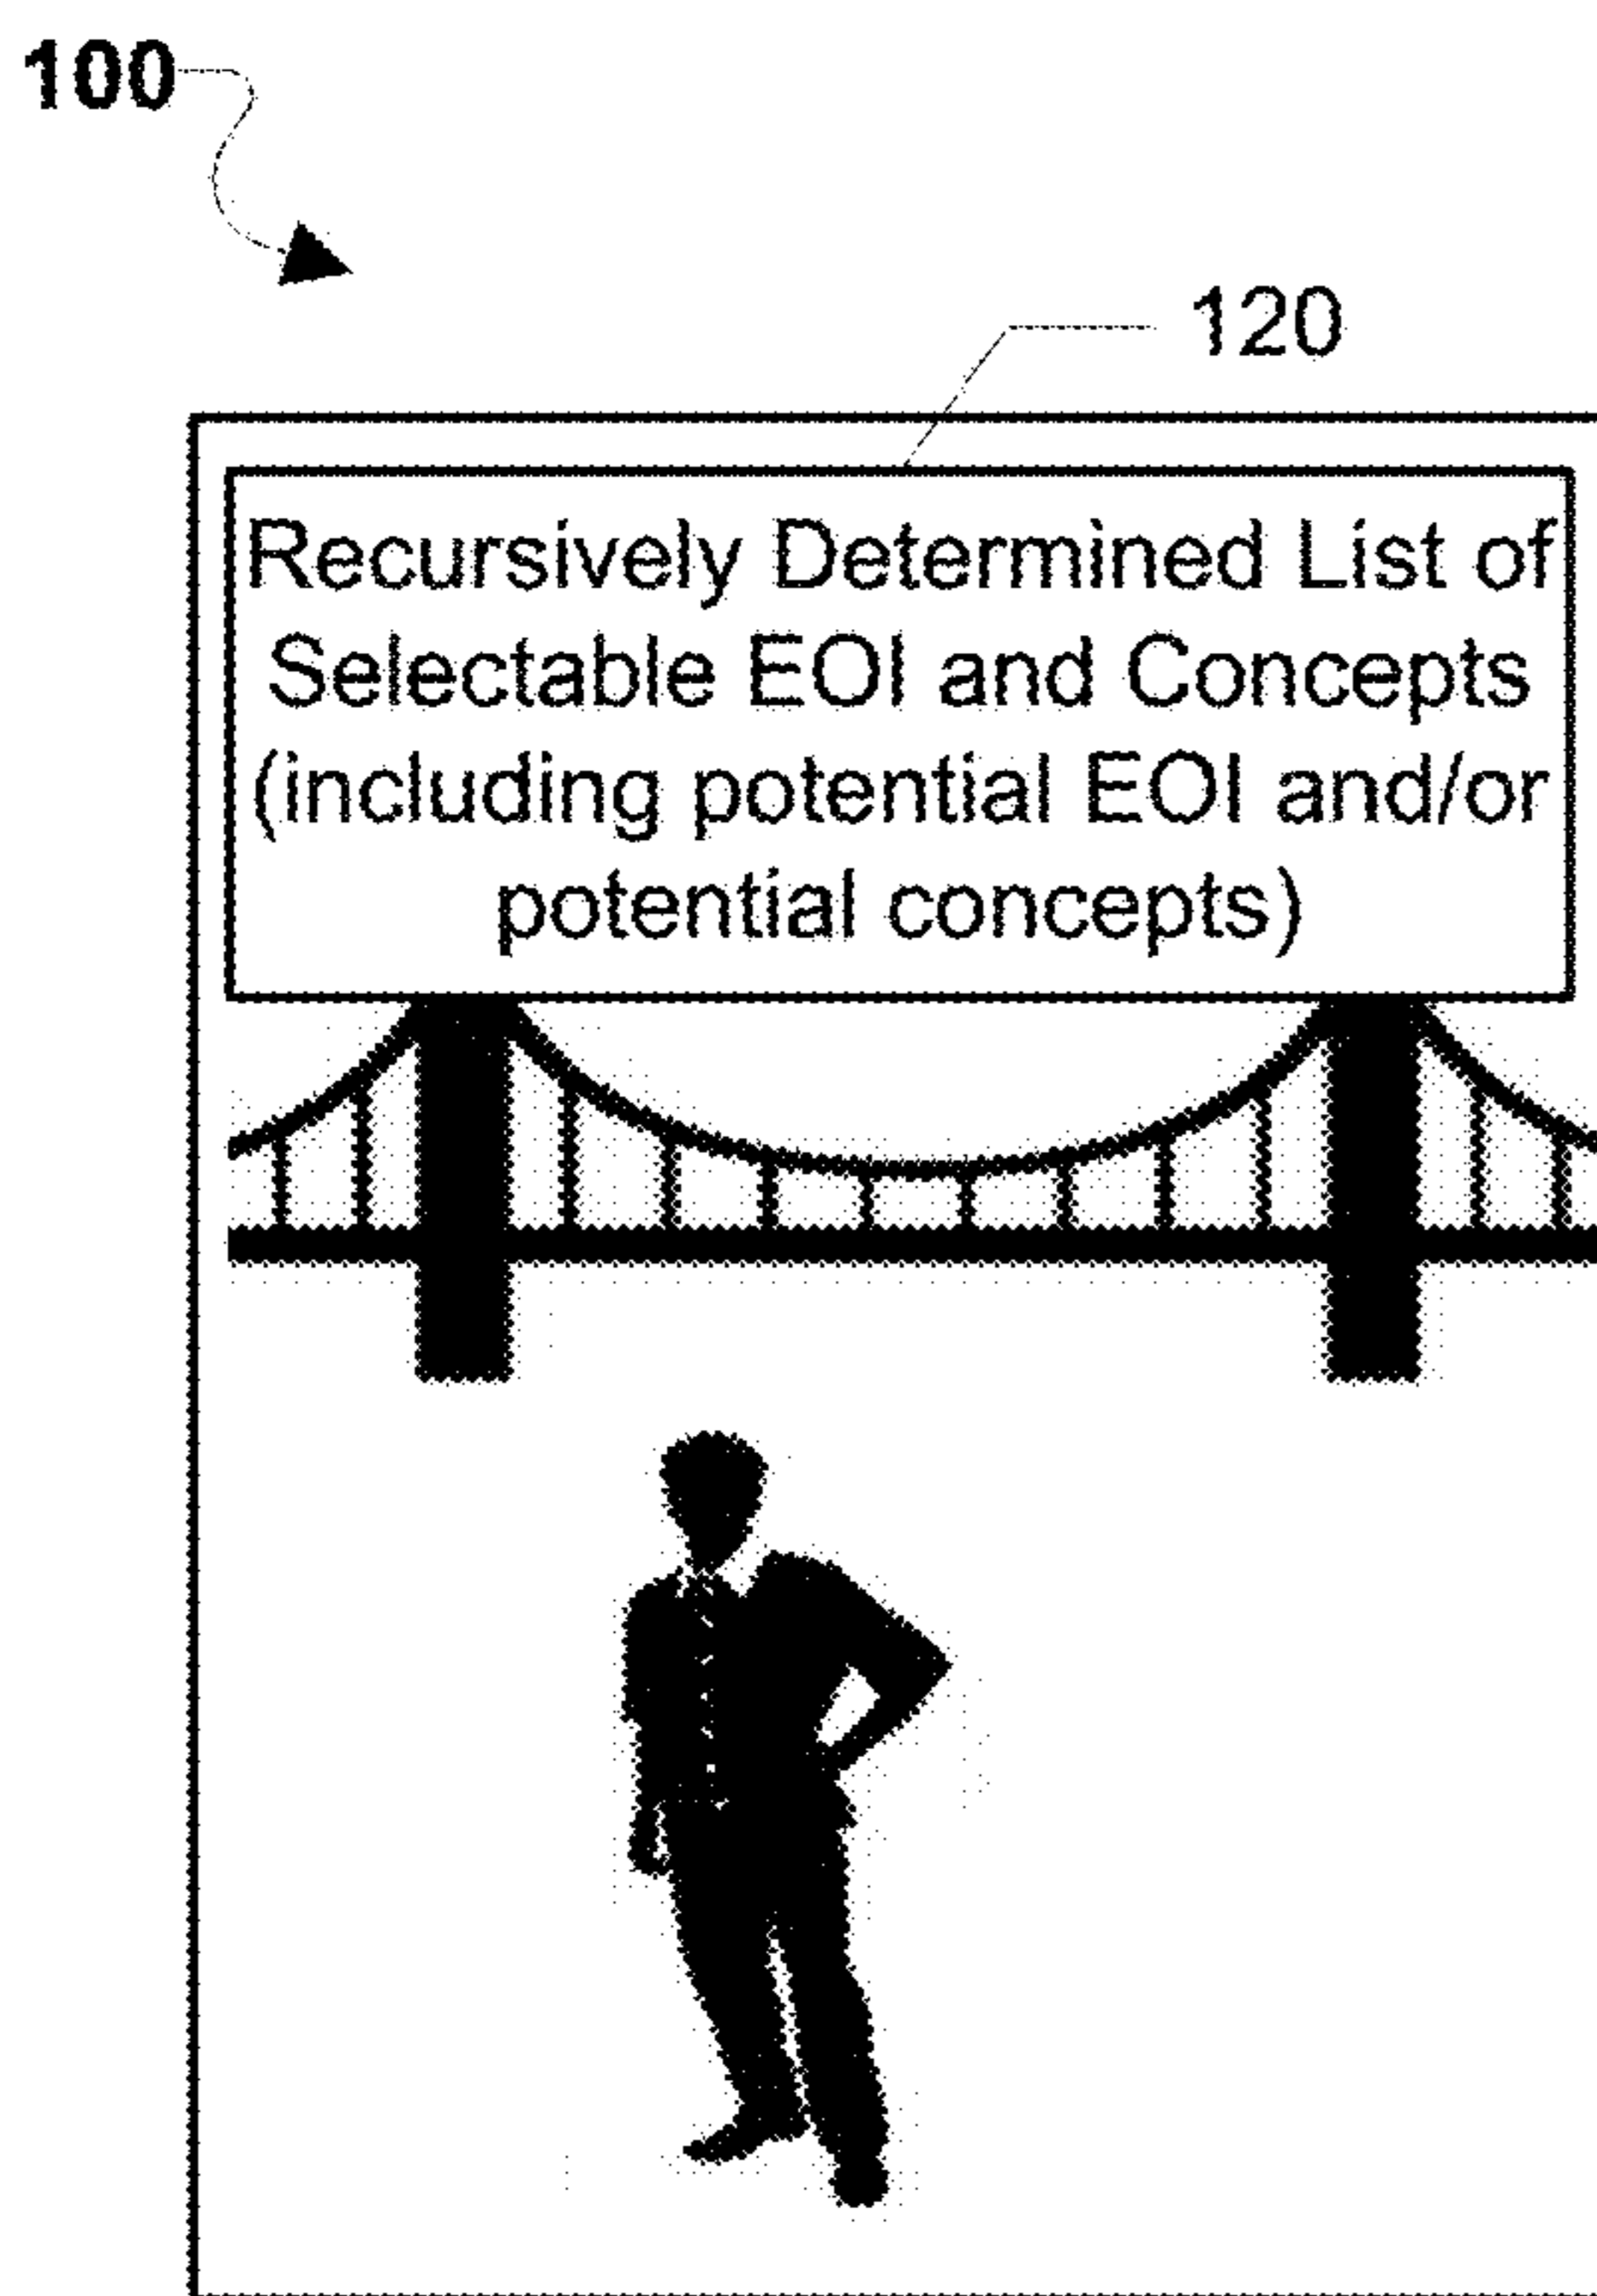 100
120
Recursively Determined List of
Selectable EOI and Concepts
(including potential EOI and/or
potential concepts)